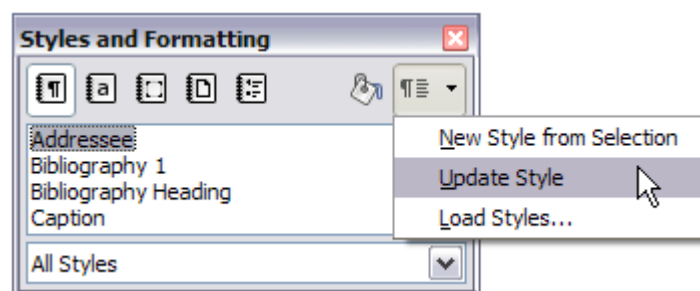 Styles and Formatting
a
New Style from Selection
Addressee
Update Style
Bibliography 1
Bibliography Heading
Load Styles...
Caption
All Styles